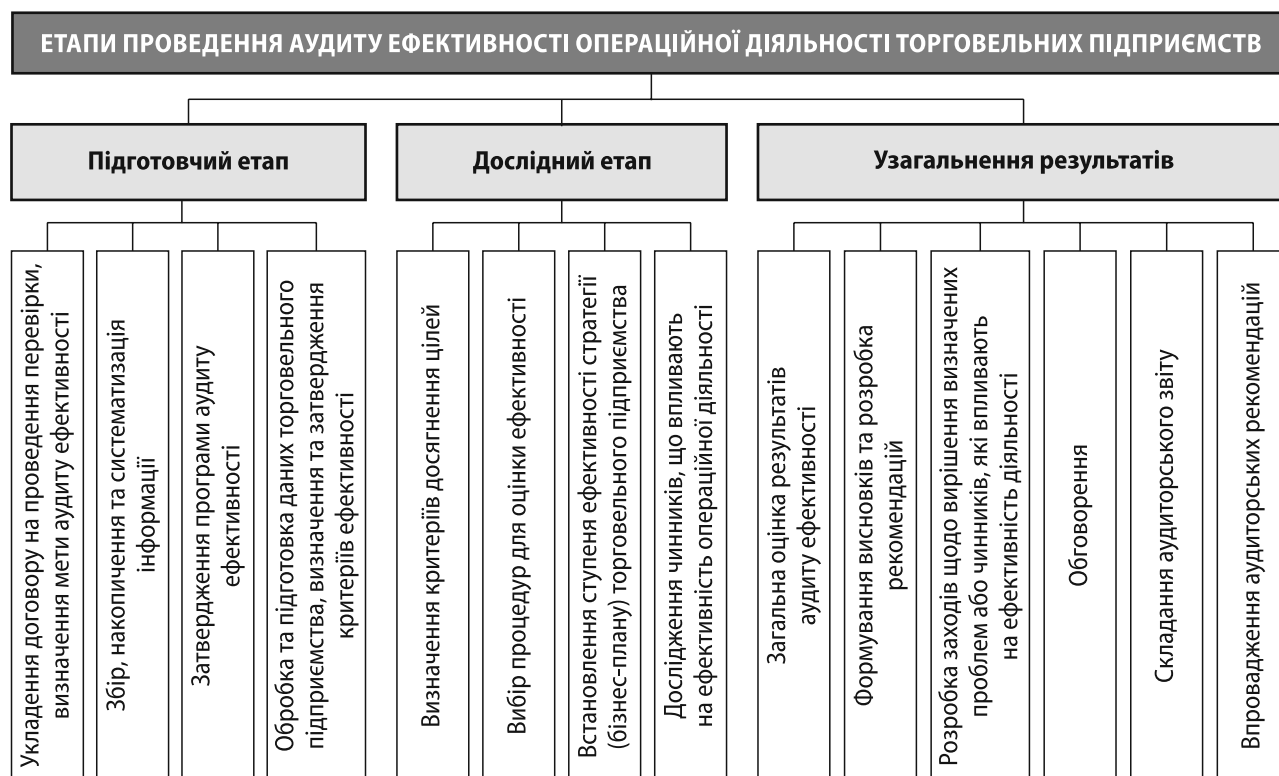 ЕТАПИ ПРОВЕДЕННЯ АУДИТУ ЕФЕКТИВНОСТІ ОПЕРАЦІЙНОЇ ДІЯЛЬНОСТІ ТОРГОВЕЛЬНИХ ПІДПРИЄМСТВ
Підготовчий етап
Укладення договору на проведення перевірки,
визначення мети аудиту ефективності
Збір, накопичення та систематизація
інформації
Затвердження програми аудиту
ефективності
Обробка та підготовка даних торговельного
підприємства, визначення та затвердження
критеріїв ефективності
Дослідний етап
Визначення критеріїв досягнення цілей
Вибір процедур для оцінки ефективності
Встановлення ступеня ефективності стратегії
(бізнес-плану) торговельного підприємства
Дослідження чинників, що впливають
на ефективність операційної діяльності
Узагальнення результатів
Загальна оцінка результатів
аудиту ефективності
Формування висновків та розробка
рекомендацій
Розробка заходів щодо вирішення визначених
проблем або чинників, які впливають
на ефективність діяльності
Обговорення
Складання аудиторського звіту
Впровадження аудиторських рекомендацій